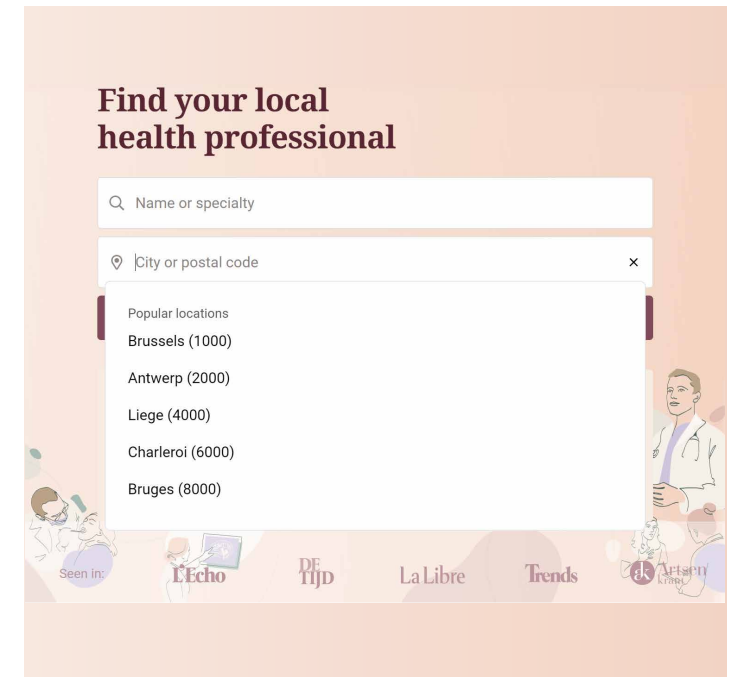 Find your local
health professional
Name or specialty
City or postal code
Popular locations
Brussels (1000)
Antwerp (2000)
Liege (4000)
Charleroi (6000)
Bruges (8000)
Seen in:
L'Echo
DE
TIJD
La Libre
Trends
ak
Artsen
krant